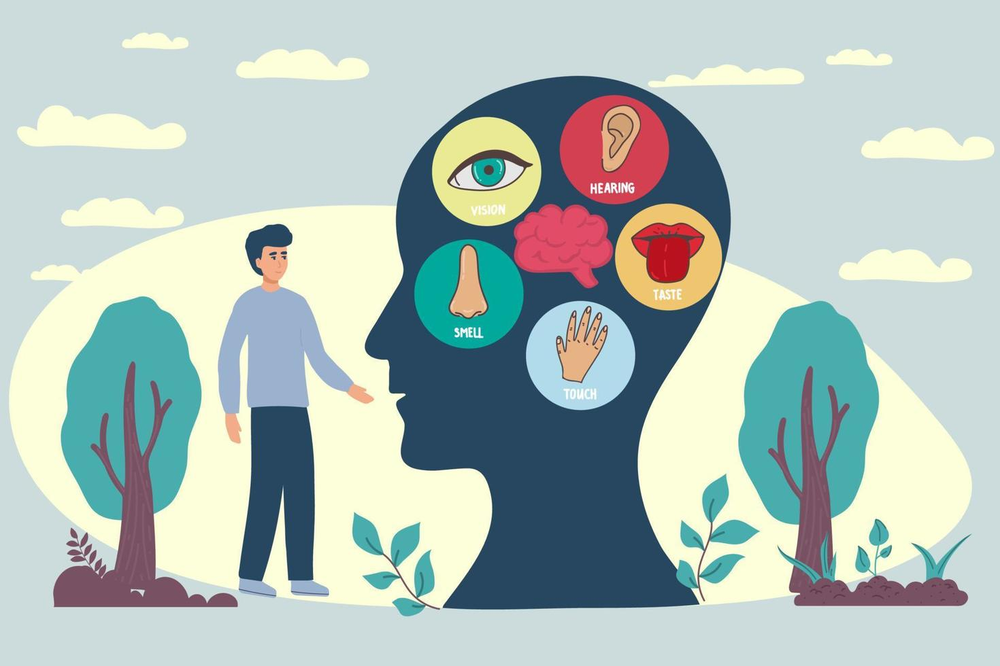 VISION
HEARING
SMELL
TASTE
TOUCH